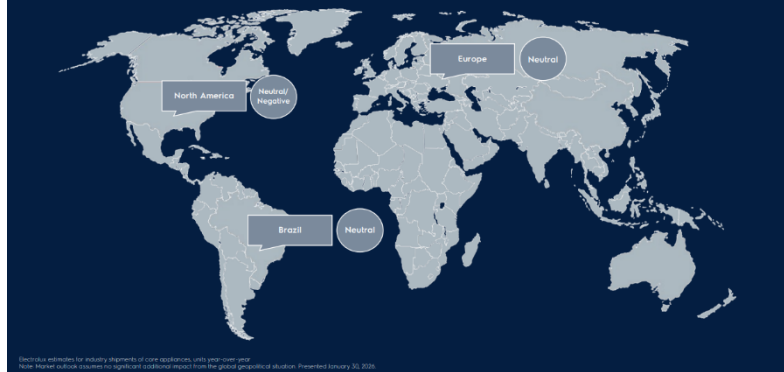 Europe
Neutral
North America
Neutral/
Negative
Brazil
Neutral
Electrolux estimates for industry shipments of core appliances, units year-over-year
Note: Market outlook assumes no significant additional impact from the global geopolitical situation. Presented January 30, 2026.